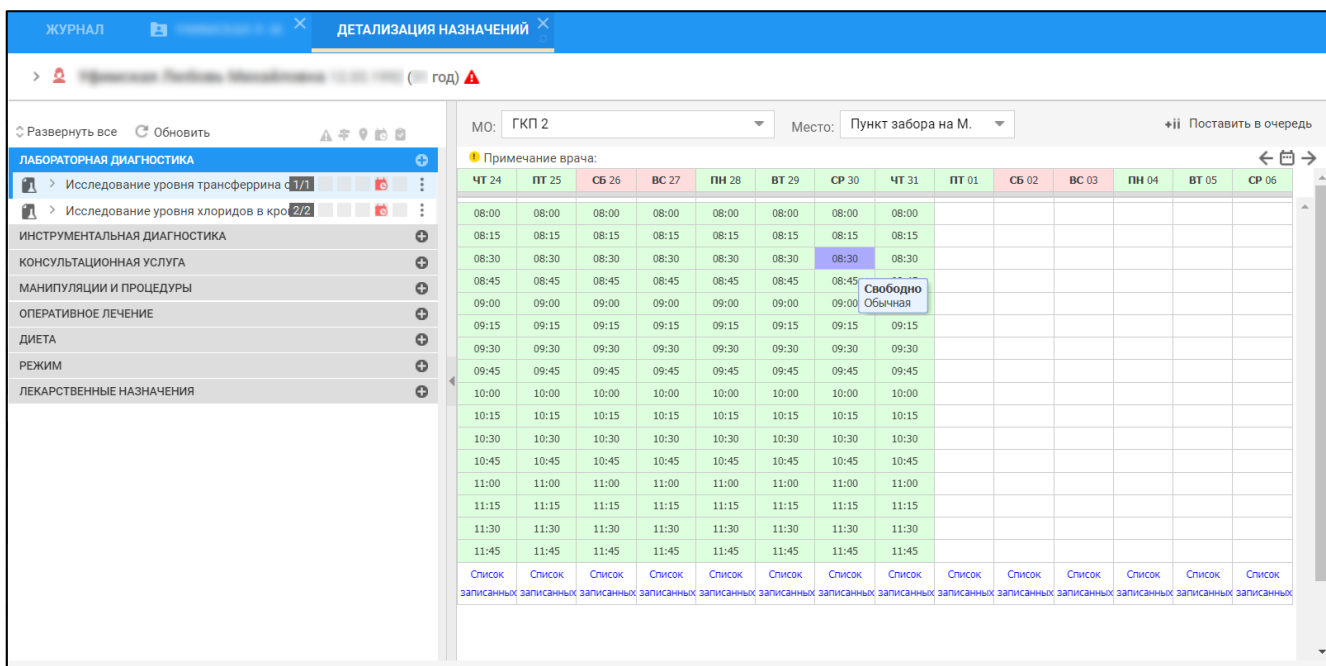 ЖУРНАЛ
ДЕТАЛИЗАЦИЯ НАЗНАЧЕНИЙ
год)
Развернуть все Обновить
МО: ГКП 2 Место: Пункт забора на М. +ii Поставить в очередь
ЛАБОРАТОРНАЯ ДИАГНОСТИКА
Исследование уровня трансферрина с 1/1
Исследование уровня хлоридов в кро 2/2
ИНСТРУМЕНТАЛЬНАЯ ДИАГНОСТИКА
КОНСУЛЬТАЦИОННАЯ УСЛУГА
МАНИПУЛЯЦИИ И ПРОЦЕДУРЫ
ОПЕРАТИВНОЕ ЛЕЧЕНИЕ
ДИЕТА
РЕЖИМ
ЛЕКАРСТВЕННЫЕ НАЗНАЧЕНИЯ
Примечание врача:
ЧТ 24 ПТ 25 СБ 26 ВС 27 ПН 28 ВТ 29 СР 30 ЧТ 31 ПТ 01 СБ 02 ВС 03 ПН 04 ВТ 05 СР 06
08:00 08:00 08:00 08:00 08:00 08:00 08:00 08:00
08:15 08:15 08:15 08:15 08:15 08:15 08:15 08:15
08:30 08:30 08:30 08:30 08:30 08:30 08:30 08:30
08:45 08:45 08:45 08:45 08:45 08:45 08:45
Свободно
09:00 09:00 09:00 09:00 09:00 09:00 09:00
Обычная
09:15 09:15 09:15 09:15 09:15 09:15 09:15 09:15
09:30 09:30 09:30 09:30 09:30 09:30 09:30 09:30
09:45 09:45 09:45 09:45 09:45 09:45 09:45 09:45
10:00 10:00 10:00 10:00 10:00 10:00 10:00 10:00
10:15 10:15 10:15 10:15 10:15 10:15 10:15 10:15
10:30 10:30 10:30 10:30 10:30 10:30 10:30 10:30
10:45 10:45 10:45 10:45 10:45 10:45 10:45 10:45
11:00 11:00 11:00 11:00 11:00 11:00 11:00 11:00
11:15 11:15 11:15 11:15 11:15 11:15 11:15 11:15
11:30 11:30 11:30 11:30 11:30 11:30 11:30 11:30
11:45 11:45 11:45 11:45 11:45 11:45 11:45 11:45
Список Список Список Список Список Список Список Список Список Список Список Список Список Список
записанных записанных записанных записанных записанных записанных записанных записанных записанных записанных записанных записанных записанных записанных